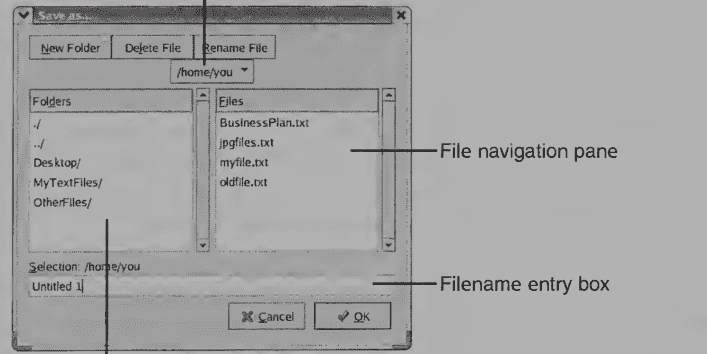 Save as...
New Folder Delete File Rename File
/home/you
Folders
./
../
Desktop/
MyTextFiles/
OtherFiles/
Files
BusinessPlan.txt
jpgfiles.txt
myfile.txt
oldfile.txt
File navigation pane
Selection: /home/you
Untitled 1
Filename entry box
Cancel OK